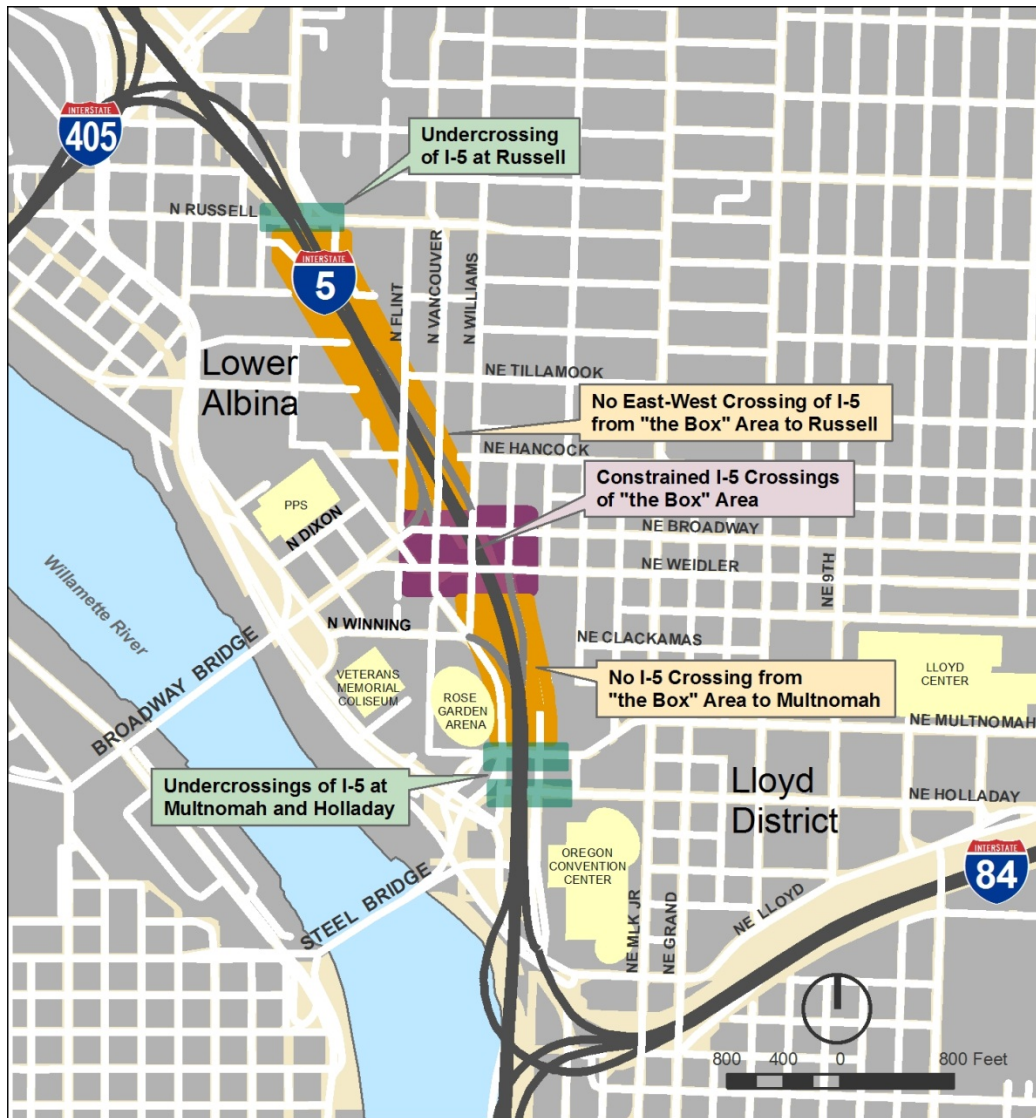 INTERSTATE
405
Undercrossing
of I-5 at Russell
N RUSSELL
INTERSTATE
5
N FLINT
N VANCOUVER
N WILLIAMS
Lower
Albina
NE TILLAMOOK
No East-West Crossing of I-5
from "the Box" Area to Russell
NE HANCOCK
Constrained I-5 Crossings
of "the Box" Area
PPS
N DIXON
NE BROADWAY
NE WEIDLER
NE 9TH
Willamette River
N WINNING
NE CLACKAMAS
BROADWAY BRIDGE
VETERANS
MEMORIAL
COLISEUM
ROSE
GARDEN
ARENA
No I-5 Crossing from
"the Box" Area to Multnomah
LLOYD
CENTER
NE MULTNOMAH
Undercrossings of I-5 at
Multnomah and Holladay
Lloyd
District
NE HOLLADAY
OREGON
CONVENTION
CENTER
INTERSTATE
84
STEEL BRIDGE
NE MLK JR
NE GRAND
NE LLOYD
800 400 0 800 Feet